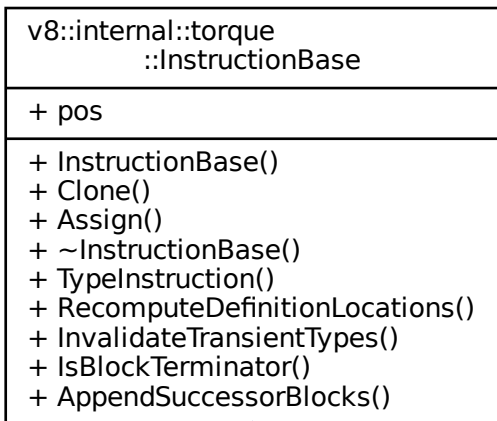 v8::internal::torque
::InstructionBase
+ pos
+ InstructionBase()
+ Clone()
+ Assign()
+ ~InstructionBase()
+ TypeInstruction()
+ RecomputeDefinitionLocations()
+ InvalidateTransientTypes()
+ IsBlockTerminator()
+ AppendSuccessorBlocks()